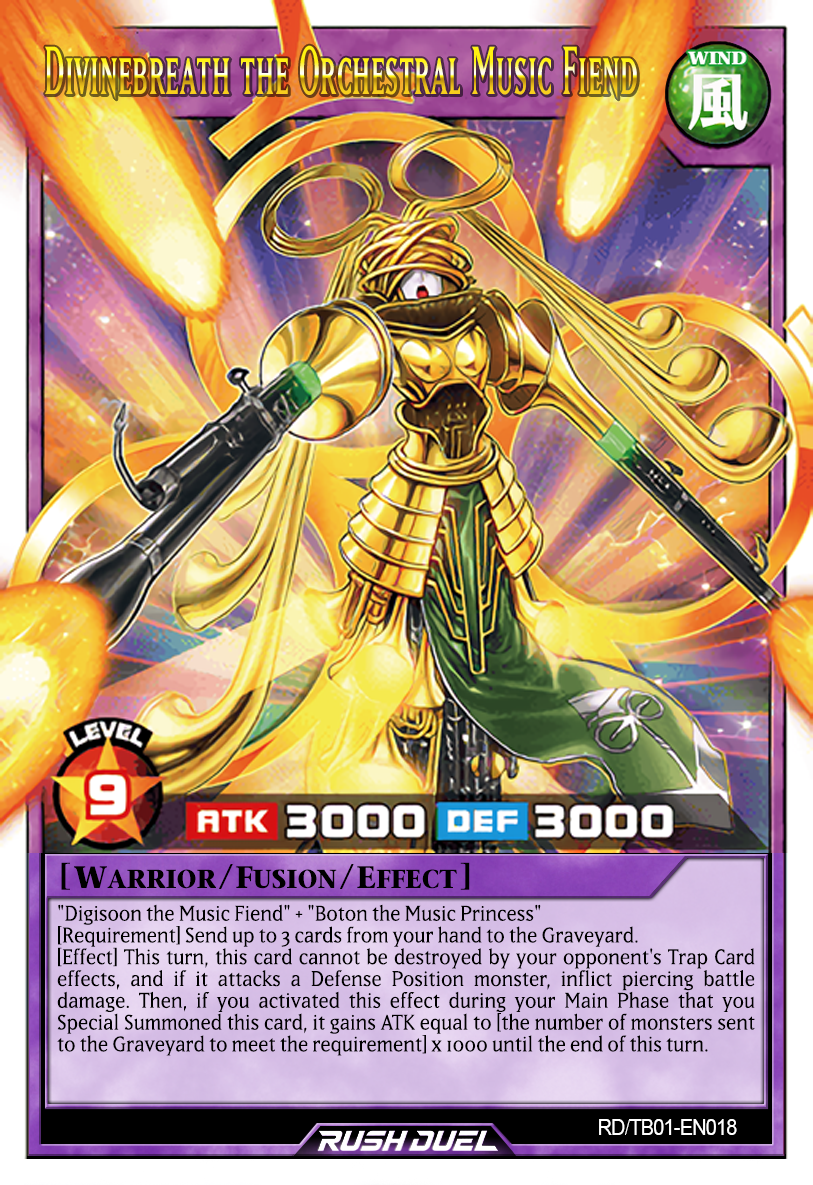 Divinebreath the Orchestral Music Fiend
WIND
風
LEVEL
9
ATK 3000 DEF 3000
[Warrior/Fusion/Effect]
"Digisoon the Music Fiend" + "Boton the Music Princess"
[Requirement] Send up to 3 cards from your hand to the Graveyard.
[Effect] This turn, this card cannot be destroyed by your opponent's Trap Card
effects, and if it attacks a Defense Position monster, inflict piercing battle
damage. Then, if you activated this effect during your Main Phase that you
Special Summoned this card, it gains ATK equal to [the number of monsters sent
to the Graveyard to meet the requirement] x 1000 until the end of this turn.
RD/TB01-EN018
RUSH DUEL